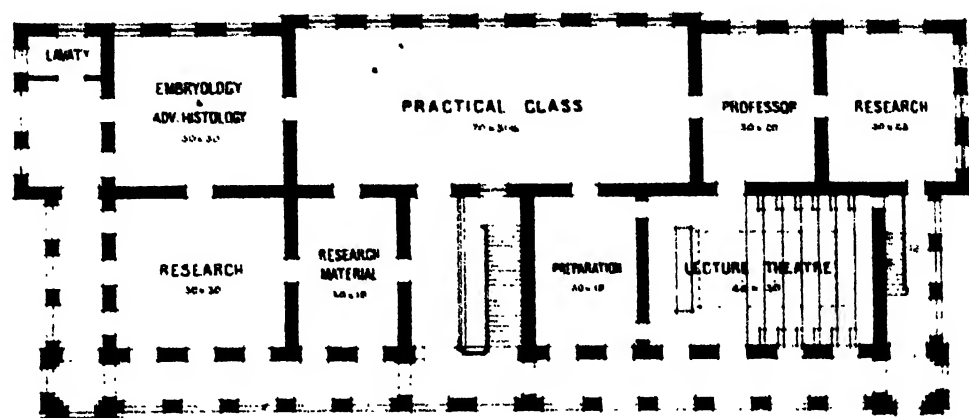 LAVATY
EMBRYOLOGY
&
ADV. HISTOLOGY
30 x 30
PRACTICAL CLASS
PROFESSOR
30 x 20
RESEARCH
RESEARCH
30 x 30
RESEARCH
MATERIAL
PREPARATION
LECTURE THEATRE